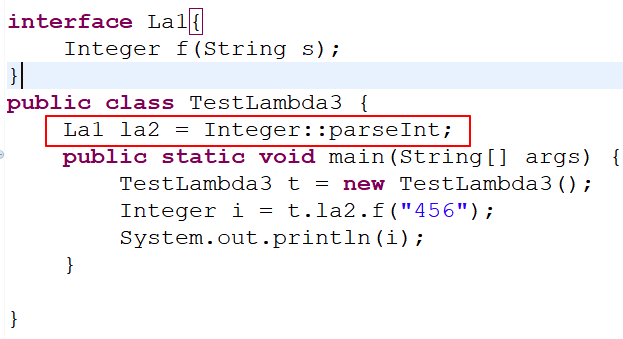 interface La1{
    Integer f(String s);
}
public class TestLambda3 {
    La1 la2 = Integer::parseInt;
    public static void main(String[] args) {
        TestLambda3 t = new TestLambda3();
        Integer i = t.la2.f("456");
        System.out.println(i);
    }
}